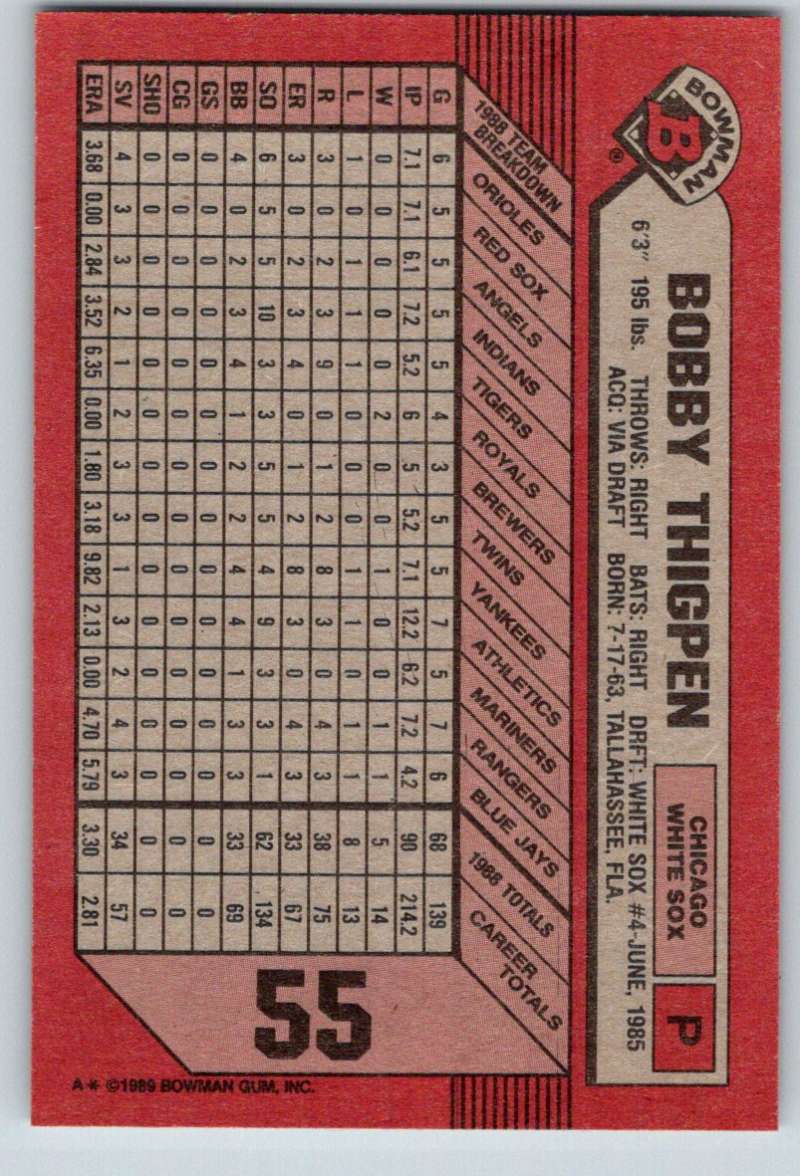 BOWMAN
B
®
BOBBY THIGPEN
CHICAGO
WHITE SOX
P
6'3" 195 lbs. THROWS: RIGHT BATS: RIGHT DRFT: WHITE SOX #4-JUNE, 1985
ACQ: VIA DRAFT BORN: 7-17-63, TALLAHASSEE, FLA.
1988 TEAM
BREAKDOWN
ORIOLES
RED SOX
ANGELS
INDIANS
TIGERS
ROYALS
BREWERS
TWINS
YANKEES
ATHLETICS
MARINERS
RANGERS
BLUE JAYS
1988 TOTALS
CAREER
TOTALS
G 6 5 5 5 5 4 3 5 5 7 5 7 6 68 139
IP 7.1 7.1 6.1 7.2 5.2 6 5 5.2 7.1 12.2 6.2 7.2 4.2 90 214.2
W 0 0 0 0 0 2 0 0 1 0 0 1 1 5 14
L 1 0 1 1 1 0 0 0 1 1 0 1 1 8 13
R 3 0 2 3 9 0 1 2 8 3 0 4 3 38 75
ER 3 0 2 3 4 0 1 2 8 3 0 4 3 33 67
SO 6 5 5 10 3 3 5 5 4 9 3 3 1 62 134
BB 4 0 2 3 4 1 2 2 4 4 1 3 3 33 69
GS 0 0 0 0 0 0 0 0 0 0 0 0 0 0 0
CG 0 0 0 0 0 0 0 0 0 0 0 0 0 0 0
SHO 0 0 0 0 0 0 0 0 0 0 0 0 0 0 0
SV 4 3 3 2 1 2 3 3 1 3 2 4 3 34 57
ERA 3.68 0.00 2.84 3.52 6.35 0.00 1.80 3.18 9.82 2.13 0.00 4.70 5.79 3.30 2.81
55
A * ©1989 BOWMAN GUM, INC.